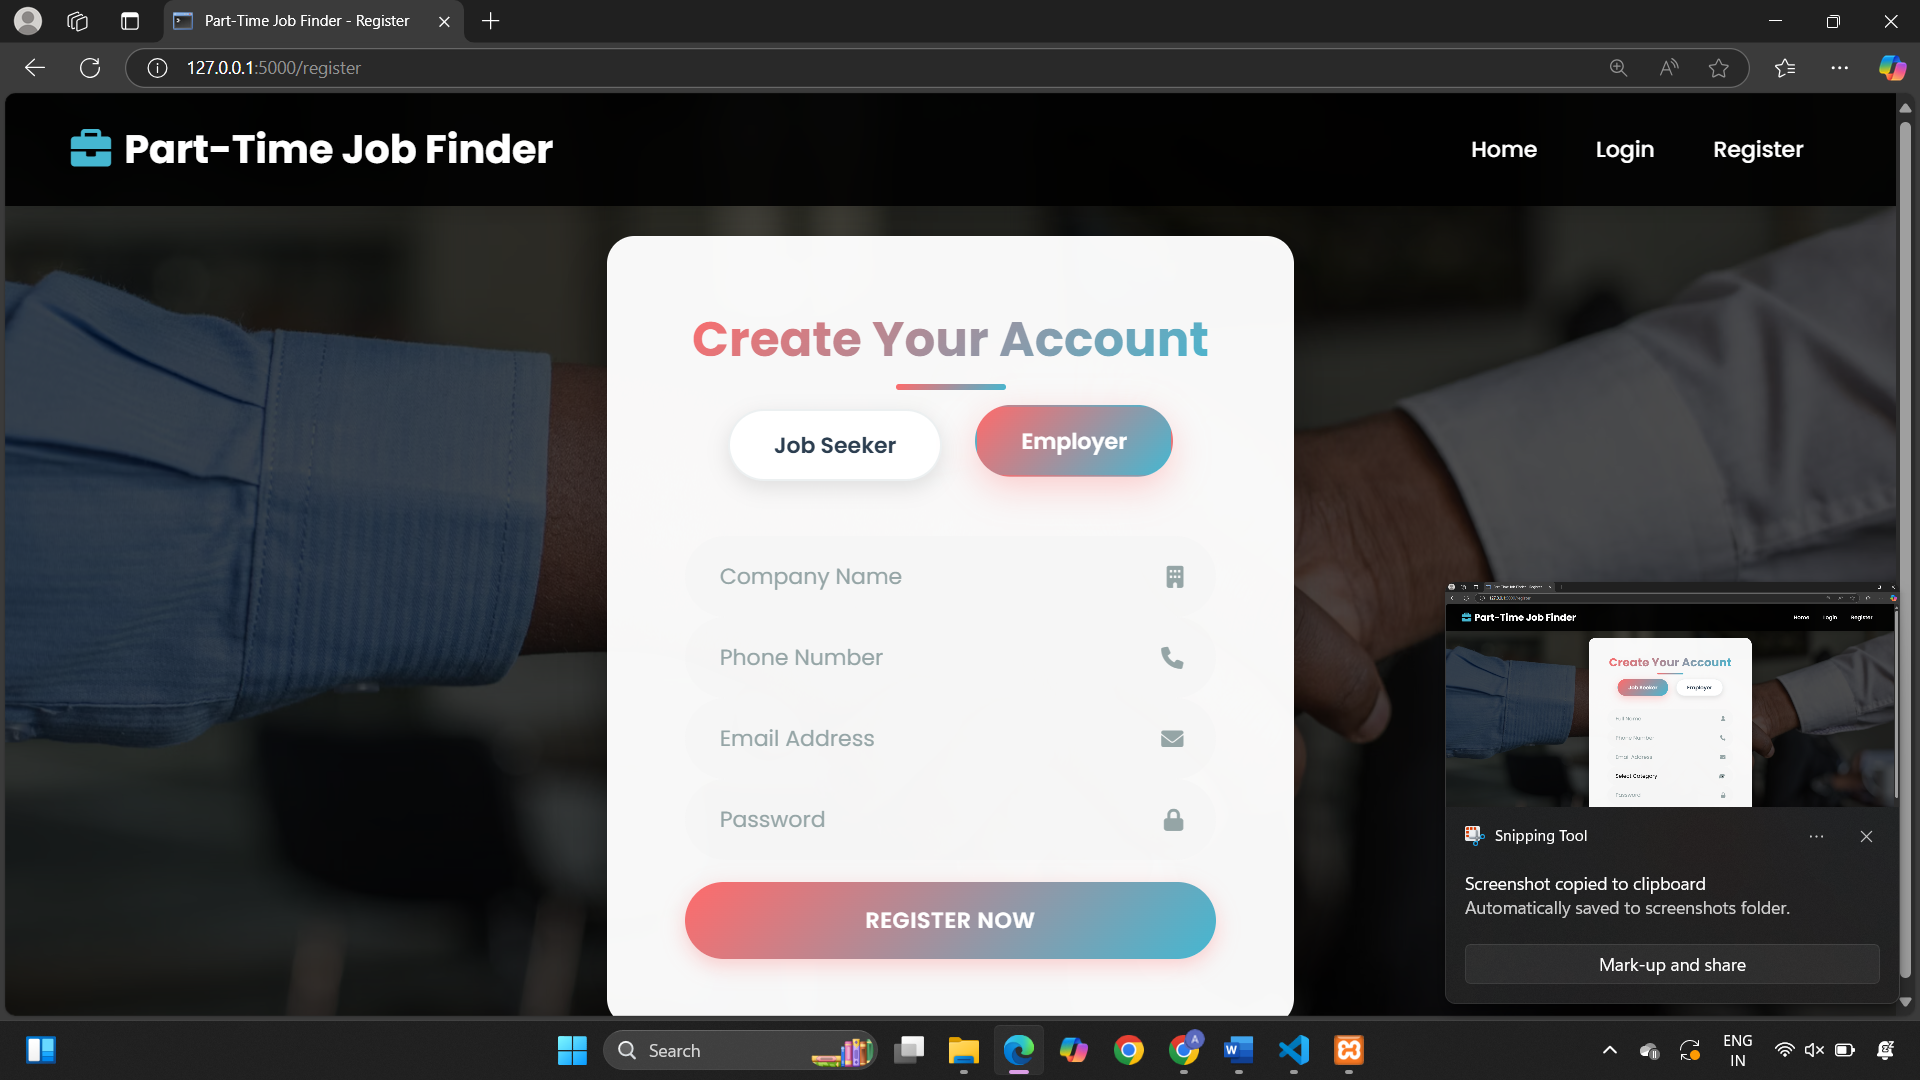 Part-Time Job Finder - Register
127.0.0.1:5000/register
Part-Time Job Finder
Home
Login
Register
Create Your Account
Job Seeker
Employer
Company Name
Phone Number
Email Address
Password
REGISTER NOW
Part-Time Job Finder
Home
Login
Register
Create Your Account
Job Seeker
Employer
Full Name
Phone Number
Email Address
Select Category
Password
Snipping Tool
Screenshot copied to clipboard
Automatically saved to screenshots folder.
Mark-up and share
Search
A
ENG
IN